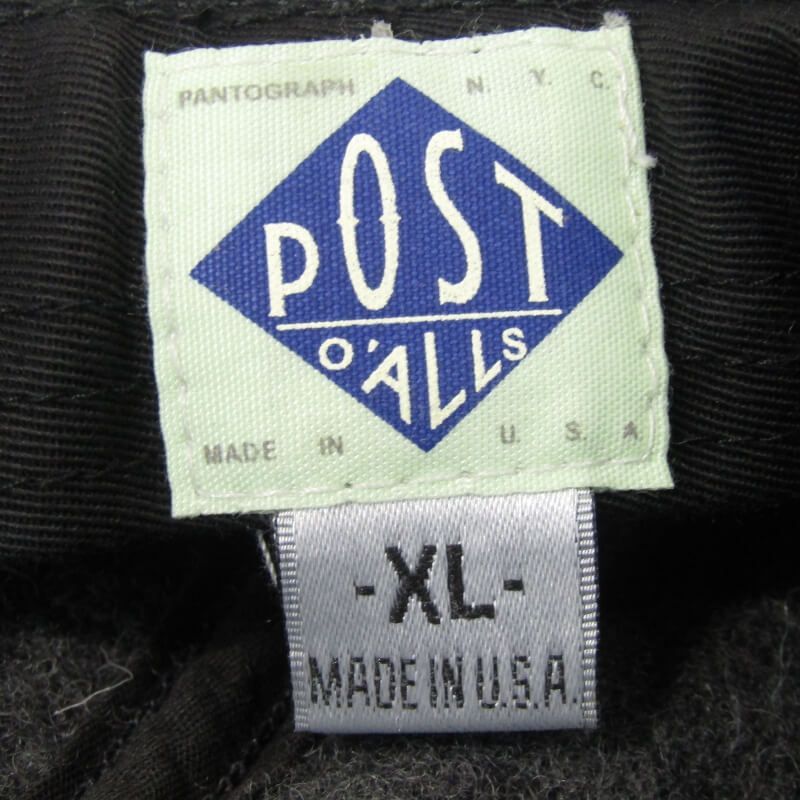 PANTOGRAPH N. Y. C.
POST
O'ALLS
MADE IN U. S. A
-XL-
MADE IN U.S.A.